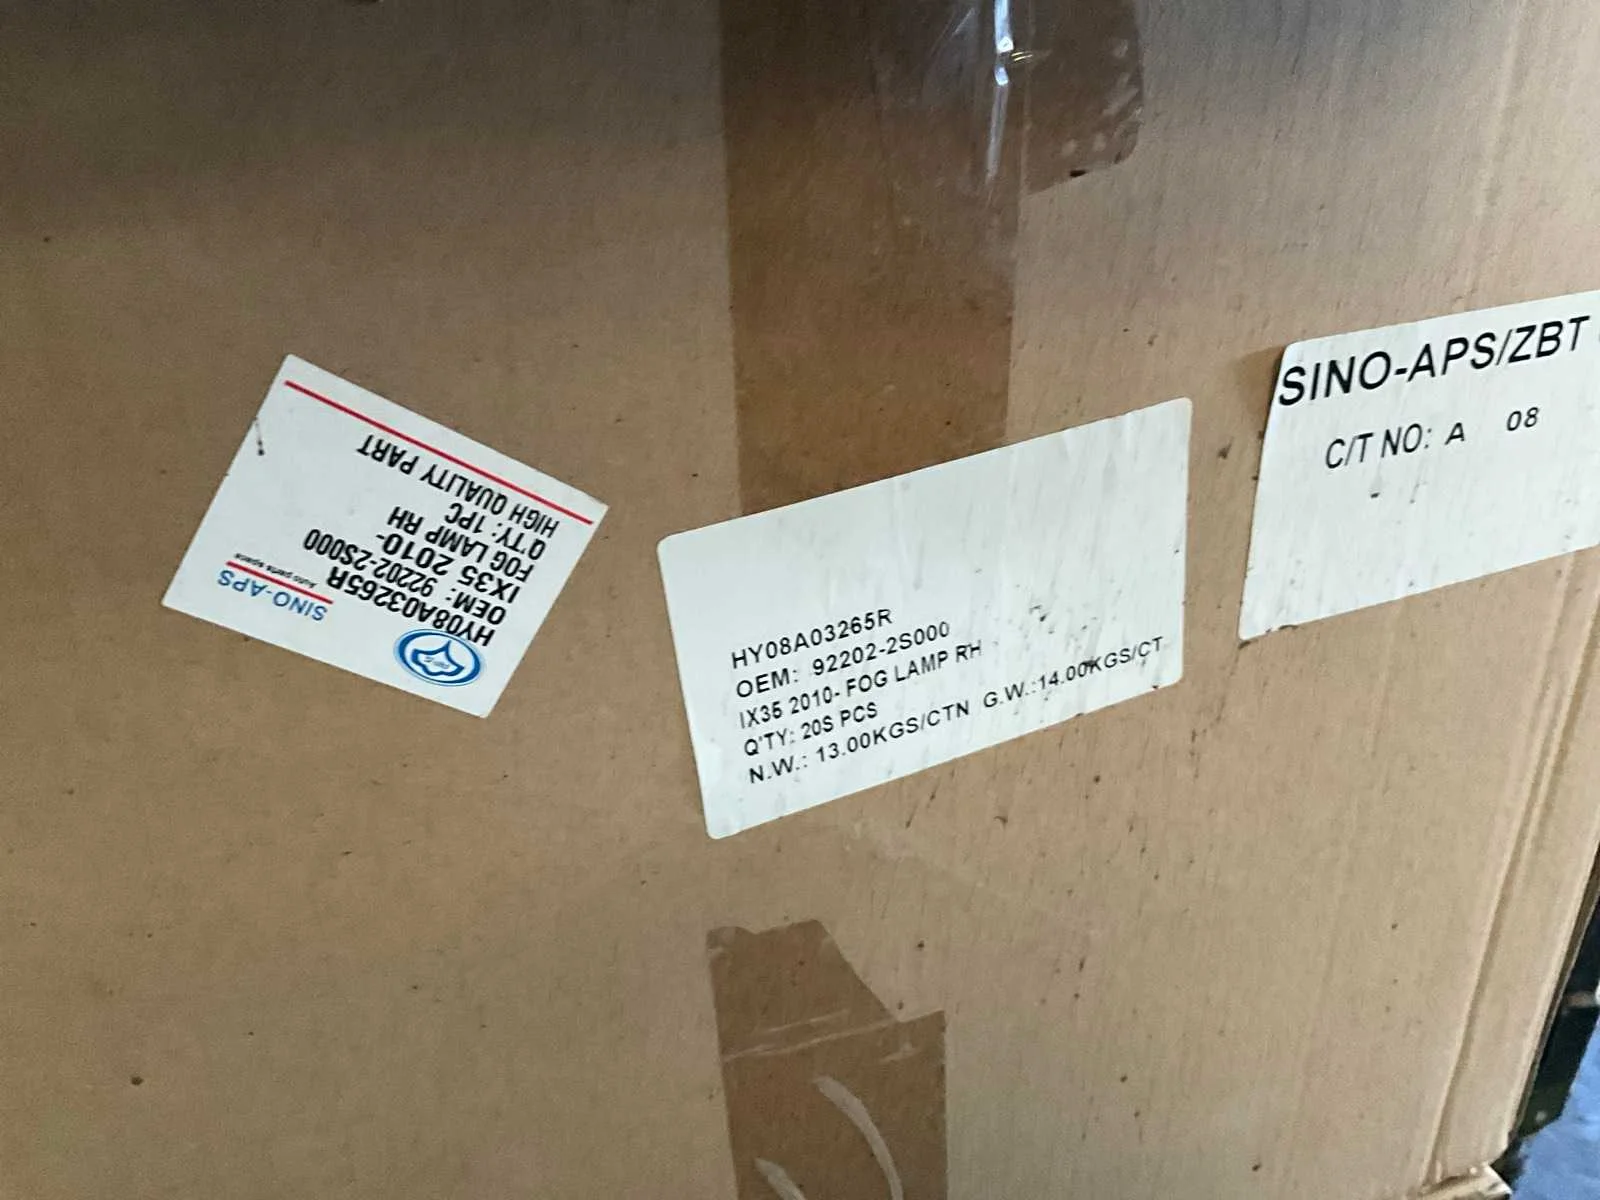 SINO-APS
Auto parts space
HY08A03265R
OEM: 92202-2S000
IX35 2010-
FOG LAMP RH
Q'TY: 1PC
HIGH QUALITY PART
HY08A03265R
OEM: 92202-2S000
IX35 2010- FOG LAMP RH
Q'TY: 20S PCS
N.W.: 13.00KGS/CTN G.W.:14.00KGS/CT
SINO-APS/ZBT
C/T NO: A 08